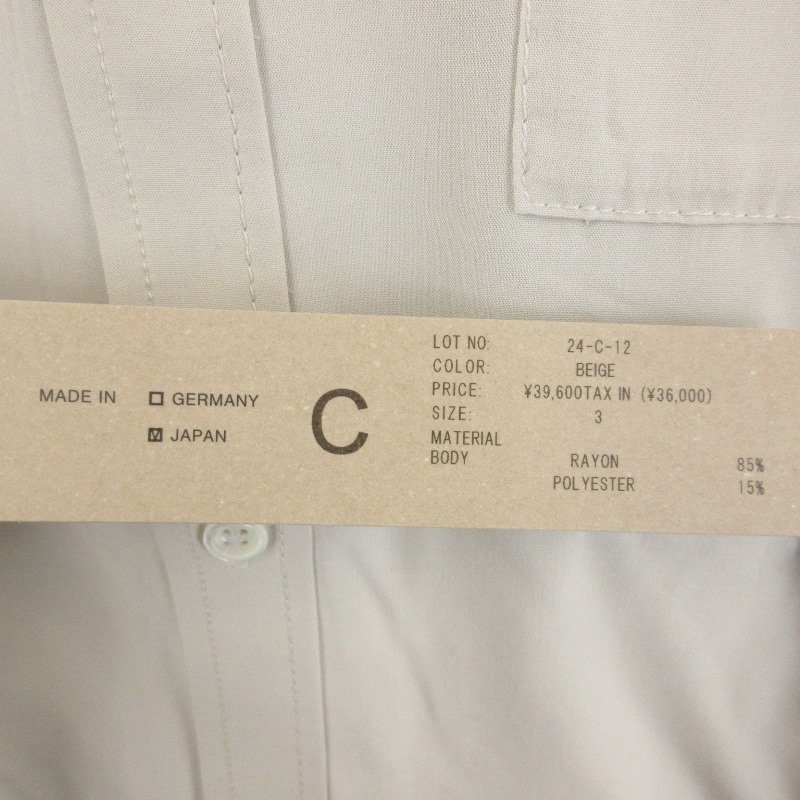 MADE IN
☐ GERMANY
☑ JAPAN
C
LOT NO: 24-C-12
COLOR: BEIGE
PRICE: ¥39,600TAX IN (¥36,000)
SIZE: 3
MATERIAL
BODY RAYON 85%
POLYESTER 15%